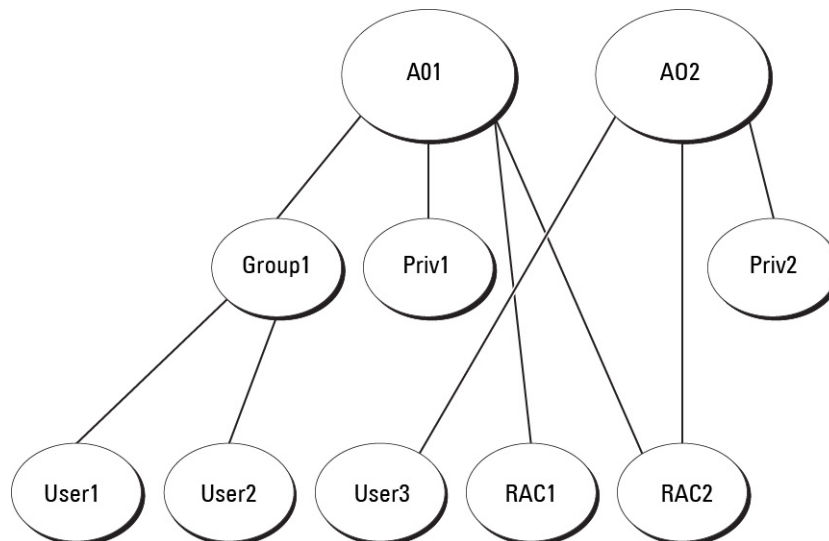 A01
AO2
Group1
Priv1
Priv2
User1
User2
User3
RAC1
RAC2